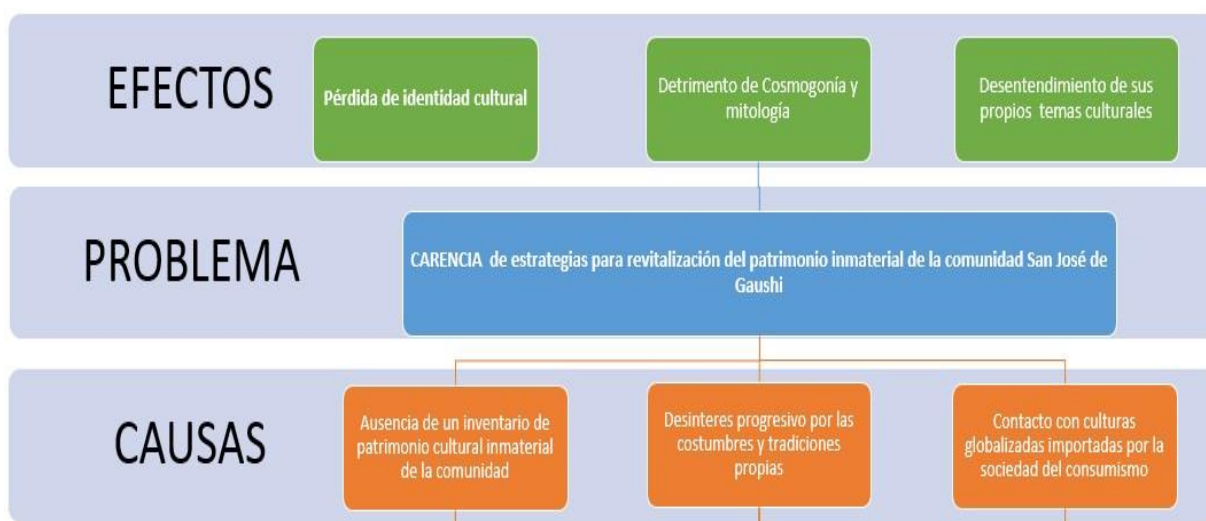 EFECTOS
Pérdida de identidad cultural
Detrimento de Cosmogonía y
mitología
Desentendimiento de sus
propios temas culturales
PROBLEMA
CARENCIA de estrategias para revitalización del patrimonio inmaterial de la comunidad San José de
Gaushi
CAUSAS
Ausencia de un inventario de
patrimonio cultural inmaterial
de la comunidad
Desinteres progresivo por las
costumbres y tradiciones
propias
Contacto con culturas
globalizadas importadas por la
sociedad del consumismo